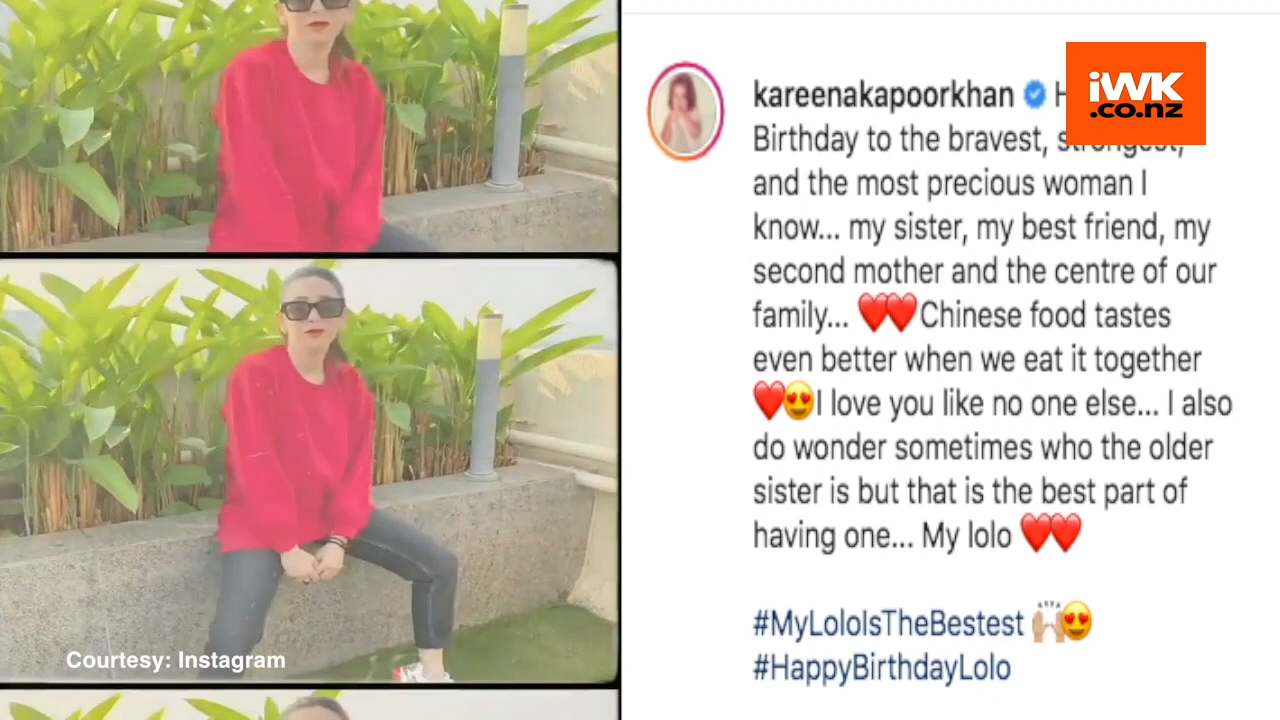 kareenakapoorkhan
Birthday to the bravest, strongest,
and the most precious woman I
know... my sister, my best friend, my
second mother and the centre of our
family... ❤️❤️Chinese food tastes
even better when we eat it together
❤️😍I love you like no one else... I also
do wonder sometimes who the older
sister is but that is the best part of
having one... My lolo ❤️❤️
#MyLoloIsTheBestest 🙌🏼😍
#HappyBirthdayLolo
iWK
.co.nz
Courtesy: Instagram